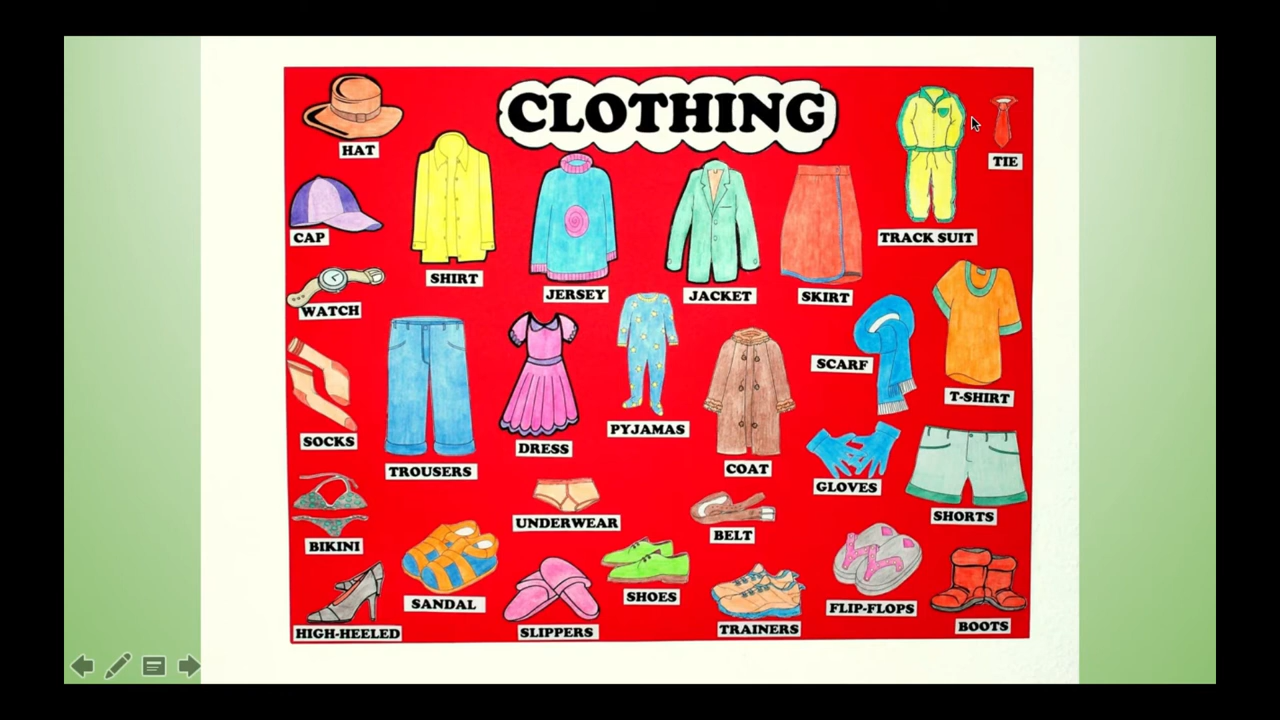 CLOTHING
HAT
TIE
CAP
TRACK SUIT
SHIRT
JERSEY
JACKET
SKIRT
WATCH
SCARF
T-SHIRT
SOCKS
TROUSERS
DRESS
PYJAMAS
COAT
GLOVES
SHORTS
UNDERWEAR
BELT
BIKINI
SANDAL
SHOES
FLIP-FLOPS
HIGH-HEELED
SLIPPERS
TRAINERS
BOOTS